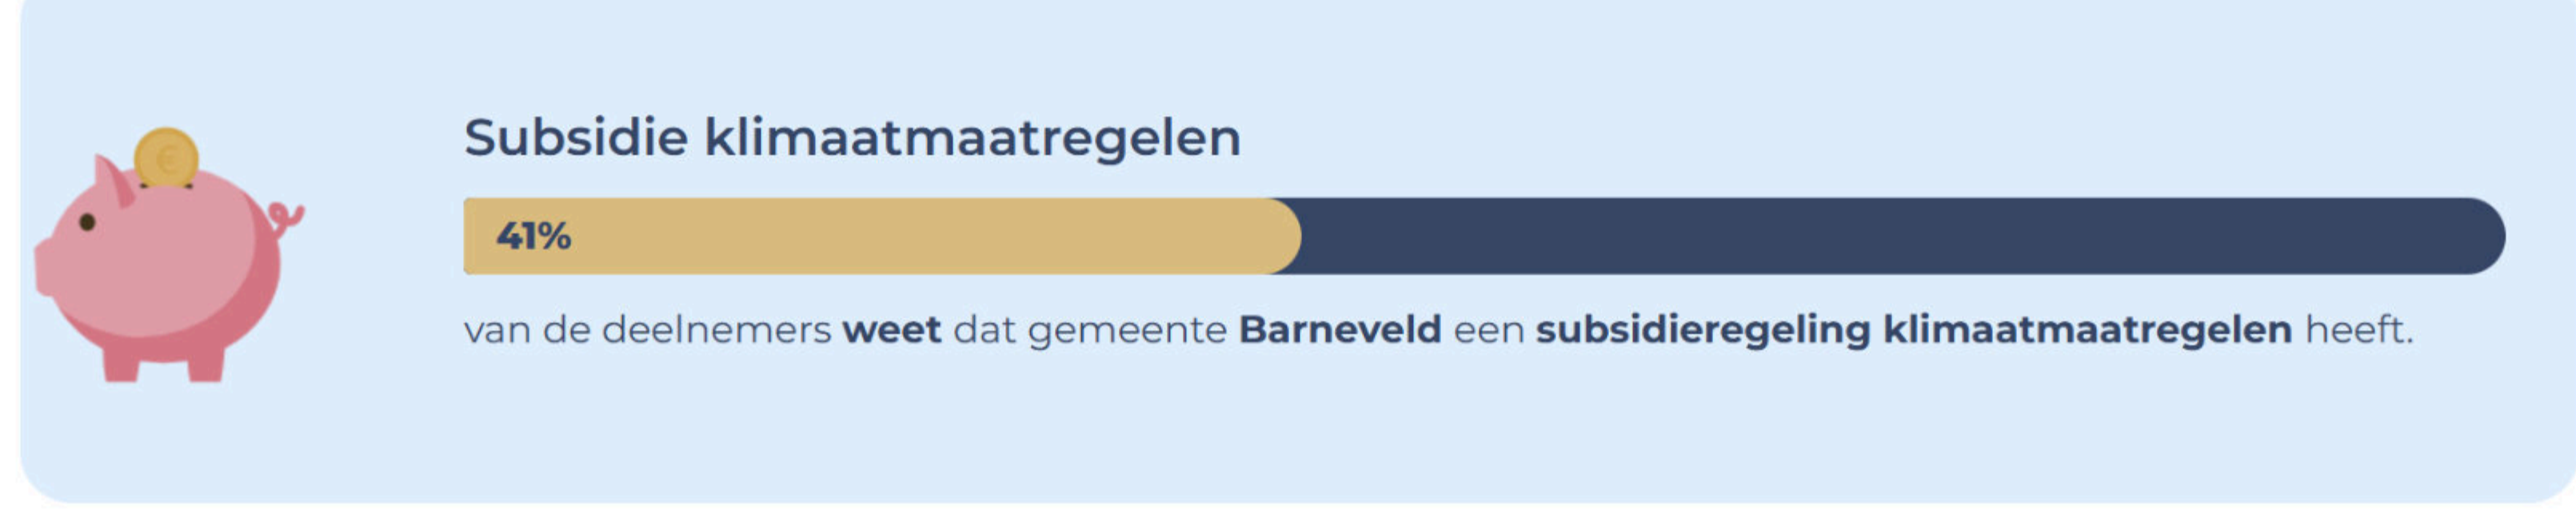 Subsidie klimaatmaatregelen
41%
van de deelnemers weet dat gemeente Barneveld een subsidieregeling klimaatmaatregelen heeft.